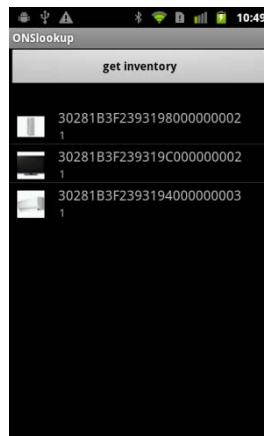 10:49
ONSlookup
get inventory
30281B3F2393198000000002
1
30281B3F239319C000000002
1
30281B3F2393194000000003
1